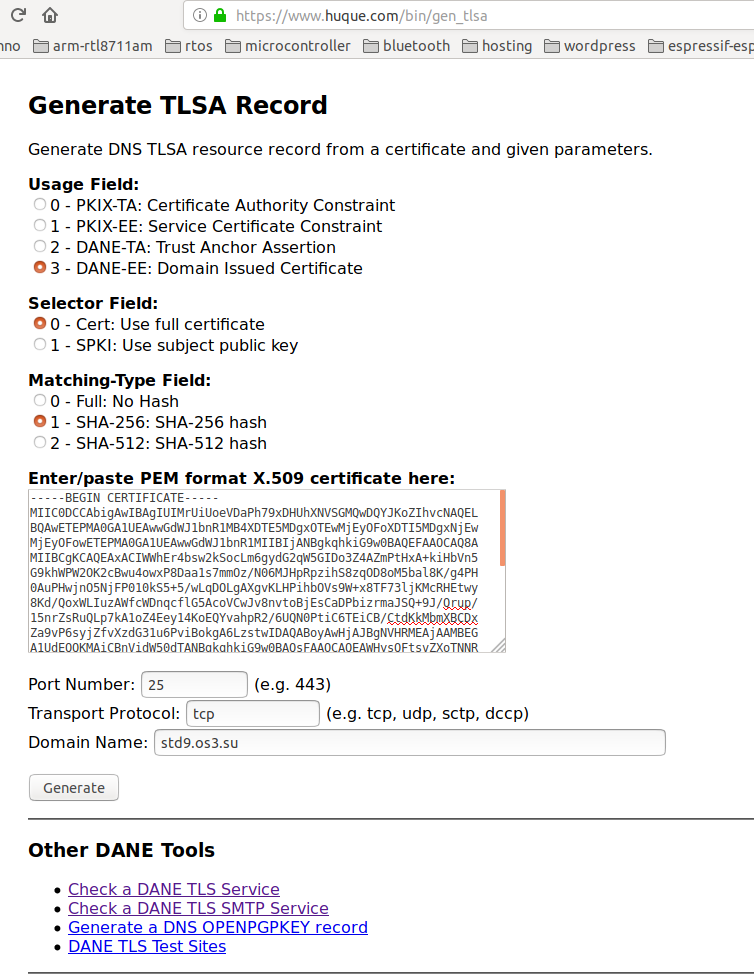 https://www.huque.com/bin/gen_tlsa
nno arm-rtl8711am rtos microcontroller bluetooth hosting wordpress espressif-esp
Generate TLSA Record
Generate DNS TLSA resource record from a certificate and given parameters.
Usage Field:
0 - PKIX-TA: Certificate Authority Constraint
1 - PKIX-EE: Service Certificate Constraint
2 - DANE-TA: Trust Anchor Assertion
3 - DANE-EE: Domain Issued Certificate
Selector Field:
0 - Cert: Use full certificate
1 - SPKI: Use subject public key
Matching-Type Field:
0 - Full: No Hash
1 - SHA-256: SHA-256 hash
2 - SHA-512: SHA-512 hash
Enter/paste PEM format X.509 certificate here:
-----BEGIN CERTIFICATE-----
MIIC0DCCAbigAwIBAgIUIMrUiUoeVDaPh79xDHUhXNVSGMQwDQYJKoZIhvcNAQEL
BQAwETEPMA0GA1UEAwwGdWJ1bnR1MB4XDTE5MDgxOTEwMjEyOFoXDTI5MDgxNjEw
MjEyOFowETEPMA0GA1UEAwwGdWJ1bnR1MIIBIjANBgkqhkiG9w0BAQEFAAOCAQ8A
MIIBCgKCAQEAxACIWWhEr4bsw2kSocLm6gydG2qW5GIDo3Z4AZmPtHxA+kiHbVn5
G9khWPW2OK2cBwu4owxP8Daa1s7mmOz/N06MJHpRpzihS8zqOD8oM5bal8K/g4PH
0AuPHwjnO5NjFP010kS5+5/wLqDOLgAXgvKLHPihbOVs9W+x8TF73ljKMcRHEtwy
8Kd/QoxWLIuzAWfcWDnqcflG5AcoVCwJv8nvtoBjEsCaDPbizrmaJSQ+9J/Qrup/
15nrZsRuQLp7kA1oZ4Eey14KoEQYvahpR2/6UQN0PtiC6TEiCB/CtdKkMbmXBCDx
Za9vP6syjZfvXzdG31u6PviBokgA6LzstwIDAQABoyAwHjAJBgNVHRMEAjAAMBEG
A1UdEQQKMAiCBnVidW50dTANBgkqhkiG9w0BAQsFAAOCAQEAWHysOFtsvZXoTNNR
Port Number: 25 (e.g. 443)
Transport Protocol: tcp (e.g. tcp, udp, sctp, dccp)
Domain Name: std9.os3.su
Generate
Other DANE Tools
Check a DANE TLS Service
Check a DANE TLS SMTP Service
Generate a DNS OPENPGPKEY record
DANE TLS Test Sites